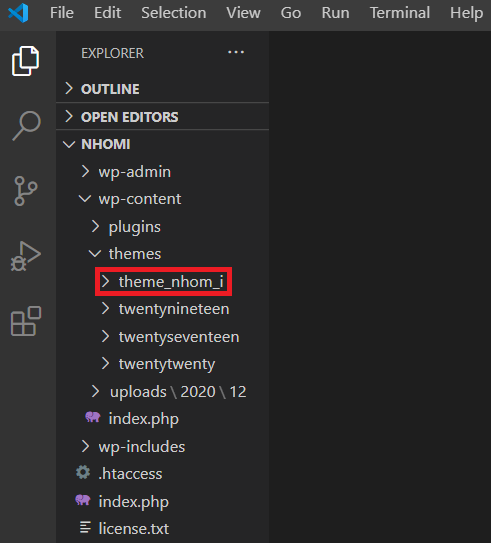 File Edit Selection View Go Run Terminal Help
EXPLORER ...
OUTLINE
OPEN EDITORS
NHOMI
wp-admin
wp-content
plugins
themes
theme_nhom_i
twentynineteen
twentyseventeen
twentytwenty
uploads \ 2020 \ 12
index.php
wp-includes
.htaccess
index.php
license.txt